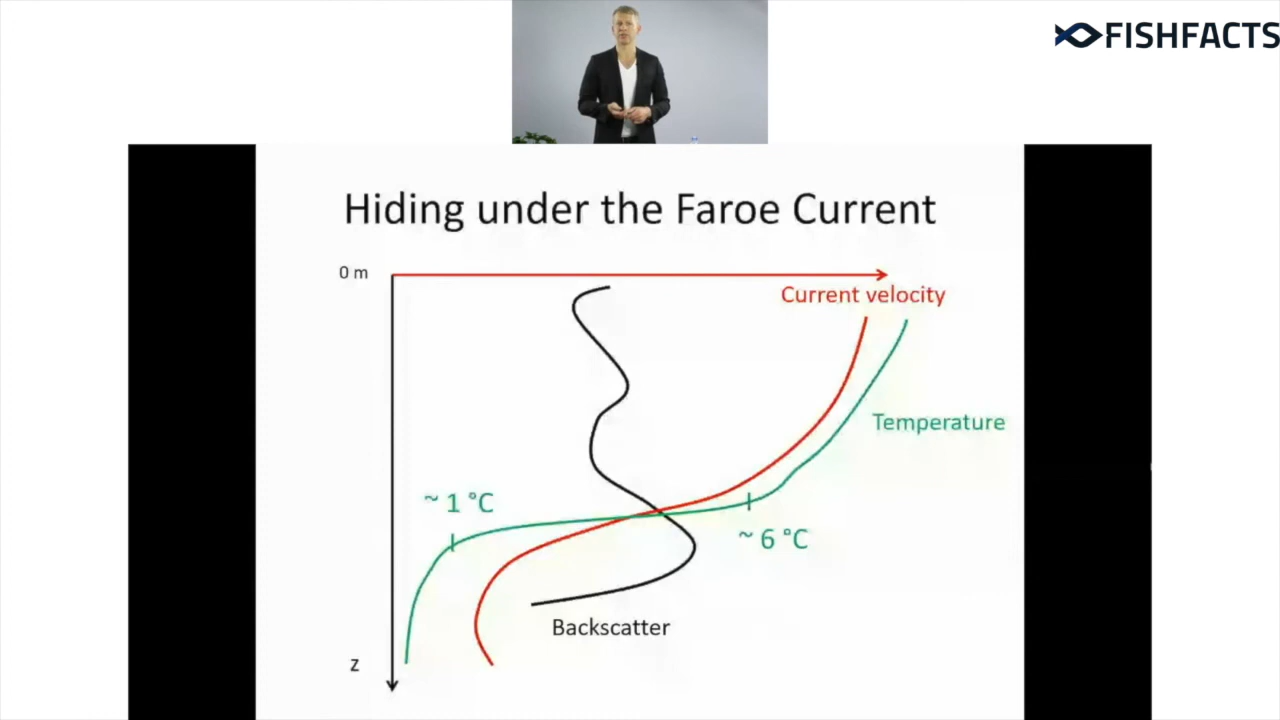 FISHFACTS
Hiding under the Faroe Current
0 m
Current velocity
Temperature
~ 1 °C
~ 6 °C
Backscatter
z